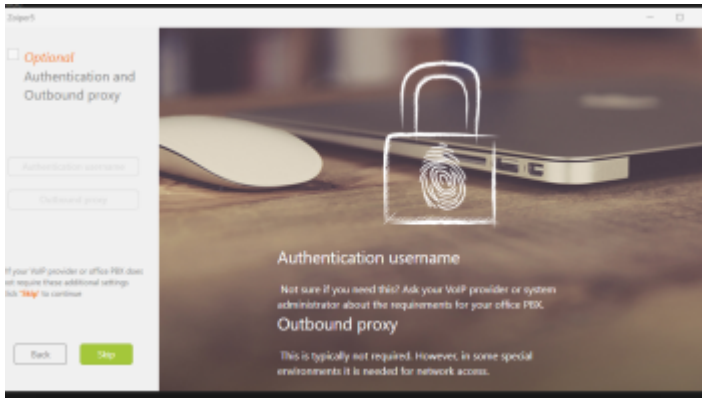 Zoiper5
Optional
Authentication and
Outbound proxy
Authentication username
Outbound proxy
If your VoIP provider or office PBX does
not require these additional settings
click "Skip" to continue
Back
Skip
Authentication username
Not sure if you need this? Ask your VoIP provider or system
administrator about the requirements for your office PBX.
Outbound proxy
This is typically not required. However, in some special
environments it is needed for network access.